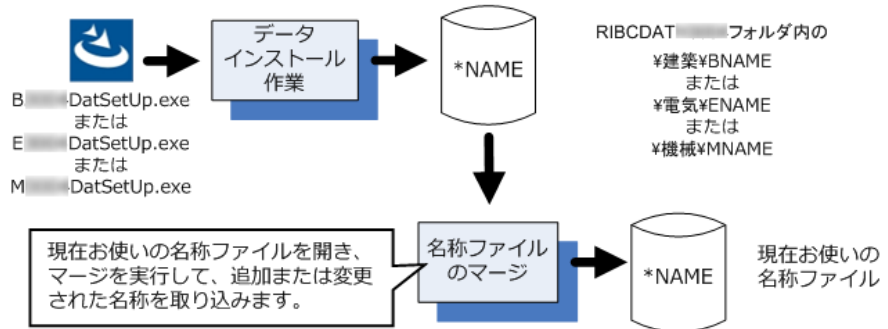 データ
インストール
作業
*NAME
RIBCDAT フォルダ内の
¥建築¥BNAME
または
¥電気¥ENAME
または
¥機械¥MNAME
B DatSetUp.exe
または
E DatSetUp.exe
または
M DatSetUp.exe
現在お使いの名称ファイルを開き、
マージを実行して、追加または変更
された名称を取り込みます。
名称ファイル
のマージ
*NAME
現在お使いの
名称ファイル